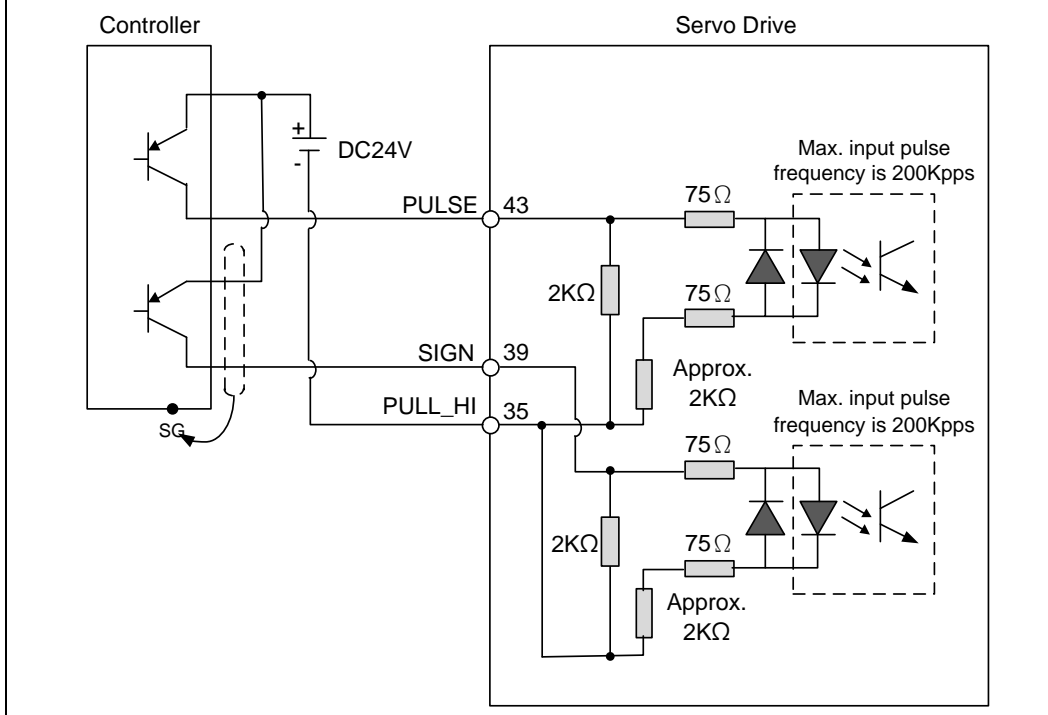 Controller
Servo Drive
+
-
DC24V
Max. input pulse
frequency is 200Kpps
PULSE
43
75Ω
2KΩ
75Ω
SIGN
39
Approx.
2KΩ
PULL_HI
35
SG
Max. input pulse
frequency is 200Kpps
75Ω
2KΩ
75Ω
Approx.
2KΩ